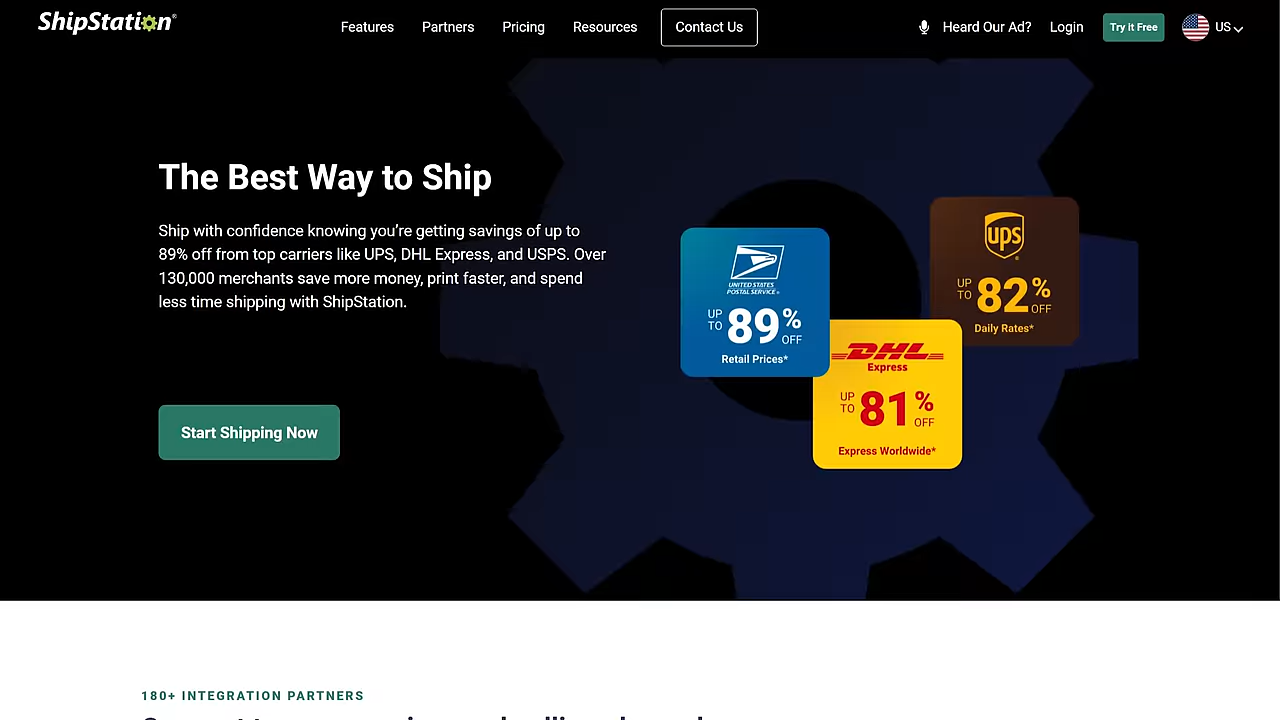 ShipStation®
Features
Partners
Pricing
Resources
Contact Us
Heard Our Ad?
Login
Try it Free
US
The Best Way to Ship
Ship with confidence knowing you’re getting savings of up to
89% off from top carriers like UPS, DHL Express, and USPS. Over
130,000 merchants save more money, print faster, and spend
less time shipping with ShipStation.
Start Shipping Now
UNITED STATES
POSTAL SERVICE®
UP TO 89% OFF
Retail Prices*
DHL
Express
UP TO 81% OFF
Express Worldwide*
ups
UP TO 82% OFF
Daily Rates*
180+ INTEGRATION PARTNERS